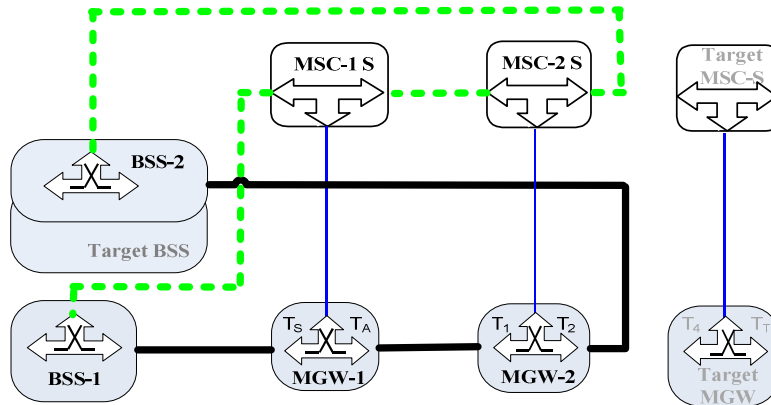 Target
MSC-S
MSC-1 S
MSC-2 S
BSS-2
Target BSS
BSS-1
TS TA
MGW-1
T1 T2
MGW-2
T4 TT
Target
MGW